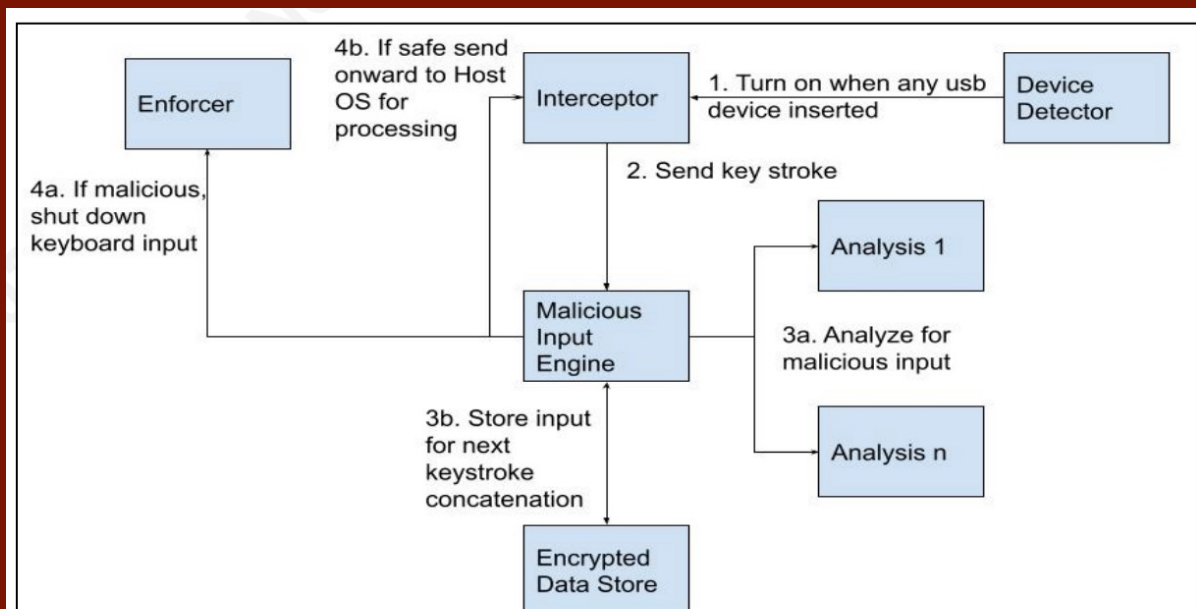 4b. If safe send
onward to Host
OS for
processing
Enforcer
Interceptor
1. Turn on when any usb
device inserted
Device
Detector
4a. If malicious,
shut down
keyboard input
2. Send key stroke
Analysis 1
Malicious
Input
Engine
3a. Analyze for
malicious input
3b. Store input
for next
keystroke
concatenation
Analysis n
Encrypted
Data Store